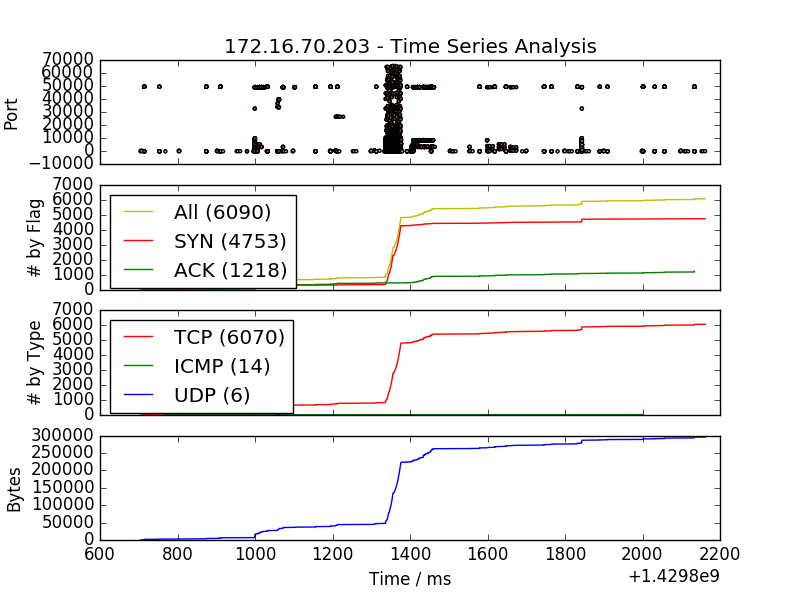 172.16.70.203 - Time Series Analysis
70000
60000
50000
40000
30000
20000
10000
0
−10000
Port
7000
6000
5000
4000
3000
2000
1000
0
# by Flag
All (6090)
SYN (4753)
ACK (1218)
7000
6000
5000
4000
3000
2000
1000
0
# by Type
TCP (6070)
ICMP (14)
UDP (6)
300000
250000
200000
150000
100000
50000
0
Bytes
600 800 1000 1200 1400 1600 1800 2000 2200
Time / ms
+1.4298e9